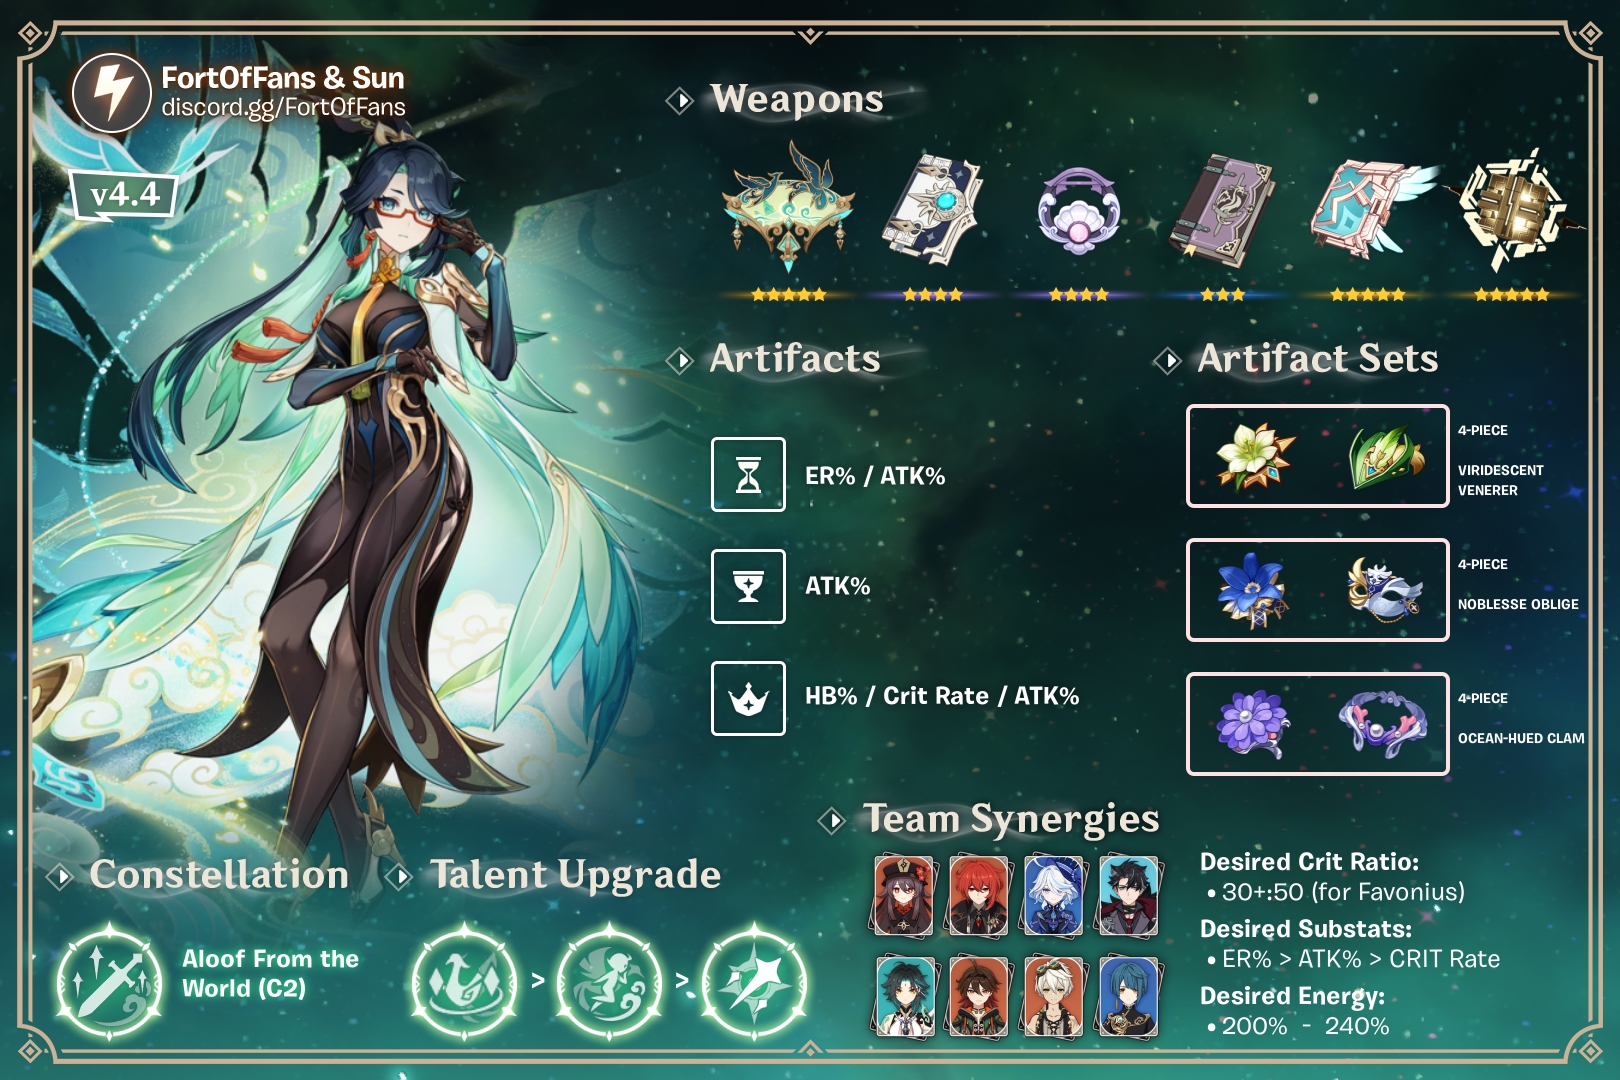 FortOfFans & Sun
discord.gg/FortOfFans
v4.4
Weapons
Artifacts
ER% / ATK%
ATK%
HB% / Crit Rate / ATK%
Artifact Sets
4-PIECE
VIRIDESCENT
VENERER
4-PIECE
NOBLESSE OBLIGE
4-PIECE
OCEAN-HUED CLAM
Constellation
Aloof From the
World (C2)
Talent Upgrade
> >
Team Synergies
Desired Crit Ratio:
• 30+:50 (for Favonius)
Desired Substats:
• ER% > ATK% > CRIT Rate
Desired Energy:
• 200% - 240%